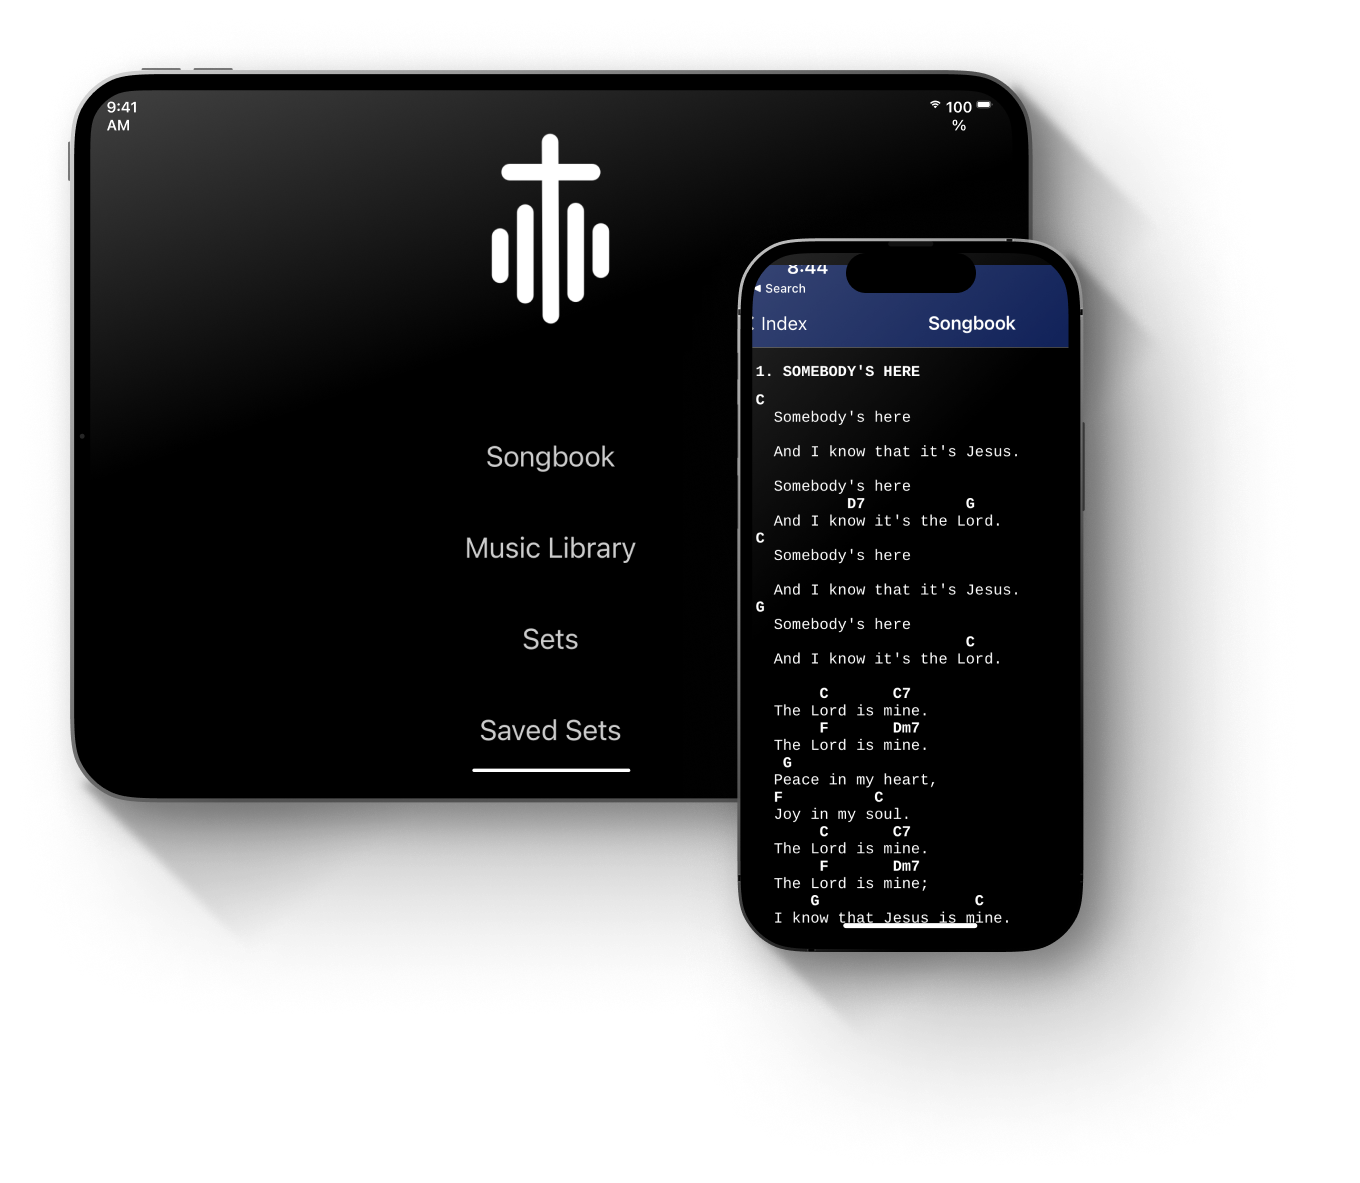 9:41
AM
100
%
Songbook
Music Library
Sets
Saved Sets
8:44
◀ Search
Index
Songbook
1. SOMEBODY'S HERE
C
Somebody's here
And I know that it's Jesus.
Somebody's here
D7 G
And I know it's the Lord.
C
Somebody's here
And I know that it's Jesus.
G
Somebody's here
C
And I know it's the Lord.
C C7
The Lord is mine.
F Dm7
The Lord is mine.
G
Peace in my heart,
F C
Joy in my soul.
C C7
The Lord is mine.
F Dm7
The Lord is mine;
G C
I know that Jesus is mine.